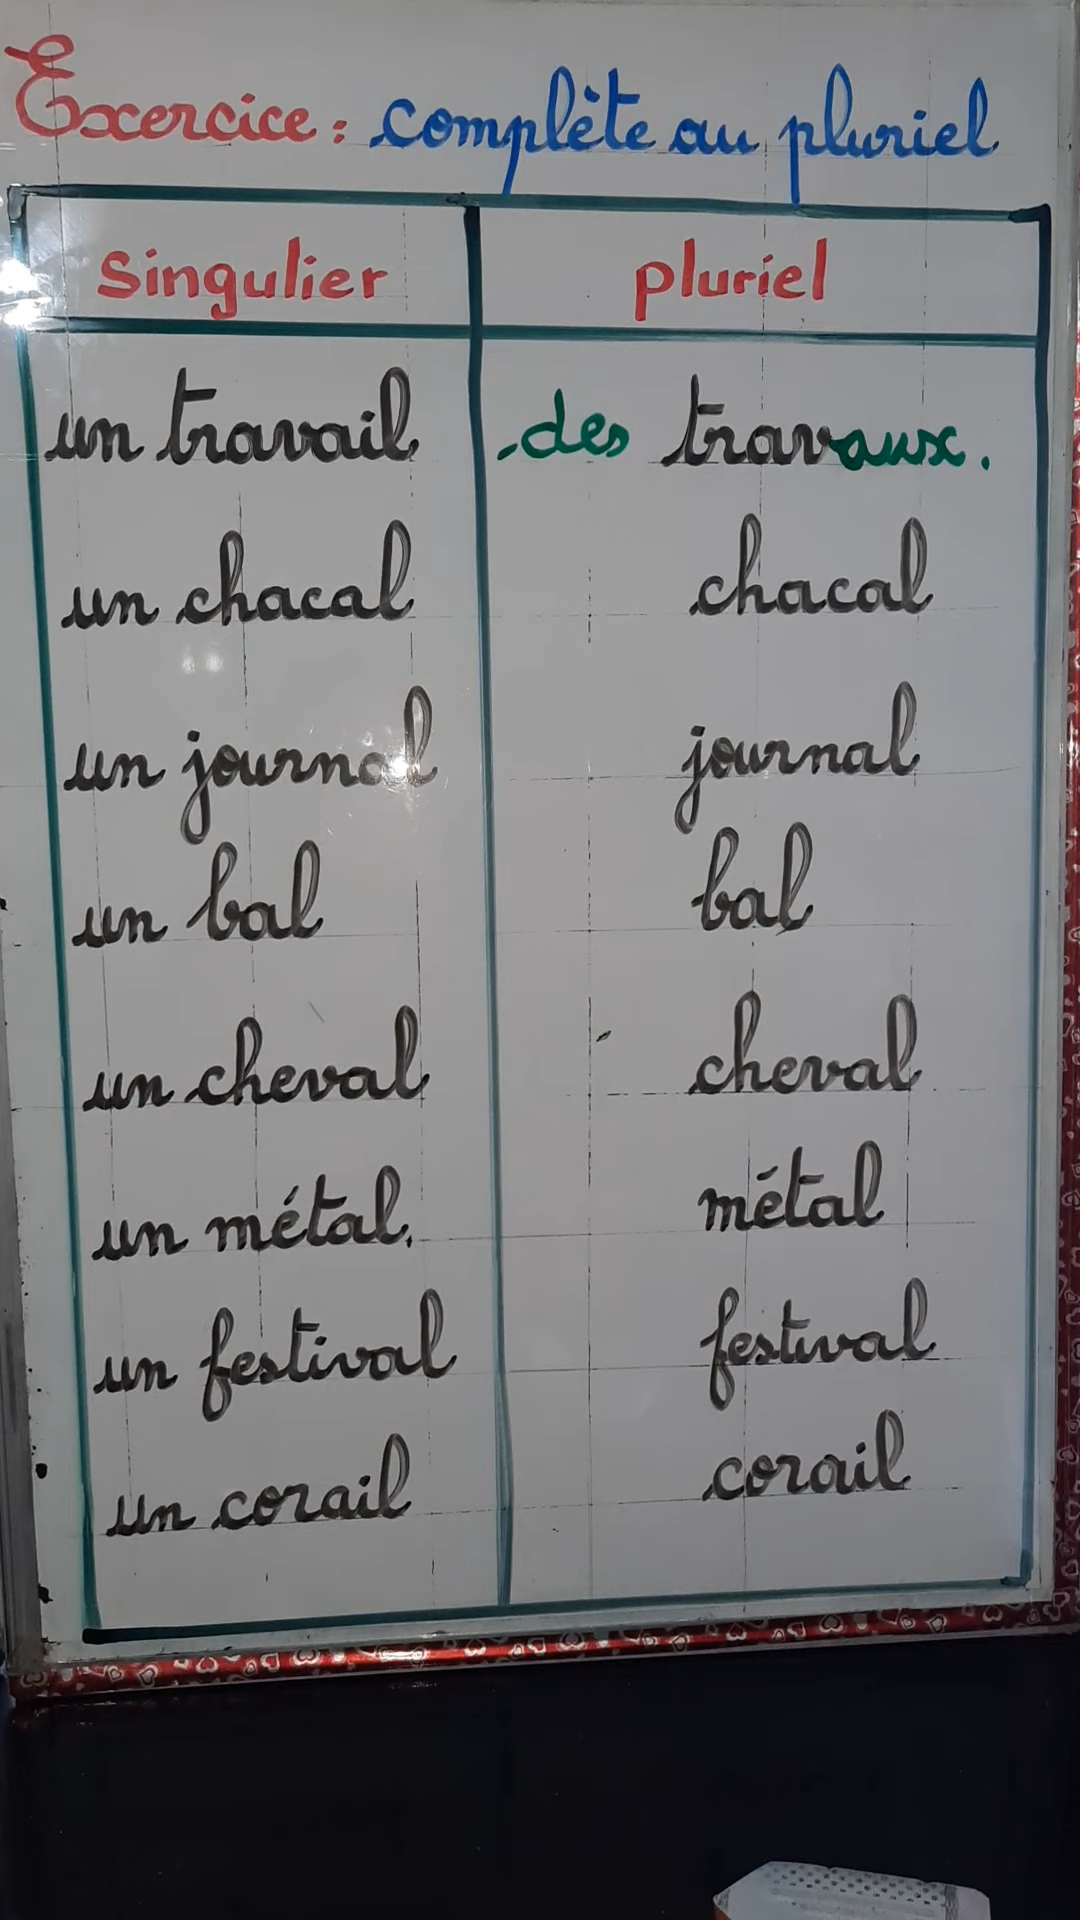 Exercice : complète au pluriel
singulier pluriel
un travail des travaux.
un chacal chacal
un journal journal
un bal bal
un cheval cheval
un métal. métal
un festival festival
un corail corail